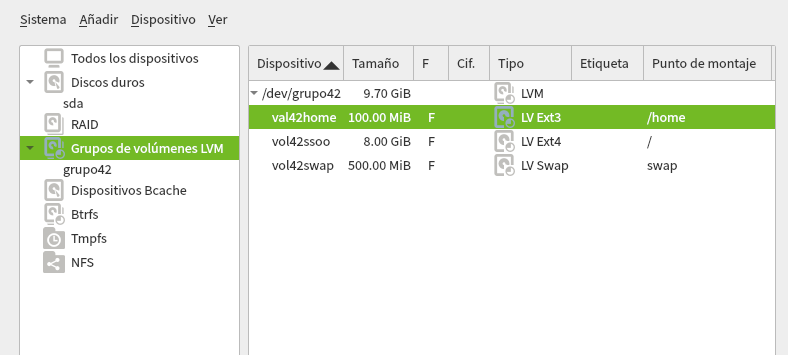 Sistema Añadir Dispositivo Ver
Todos los dispositivos
Discos duros
sda
RAID
Grupos de volúmenes LVM
grupo42
Dispositivos Bcache
Btrfs
Tmpfs
NFS
Dispositivo Tamaño F Cif. Tipo Etiqueta Punto de montaje
/dev/grupo42 9.70 GiB LVM
val42home 100.00 MiB F LV Ext3 /home
vol42ssoo 8.00 GiB F LV Ext4 /
vol42swap 500.00 MiB F LV Swap swap